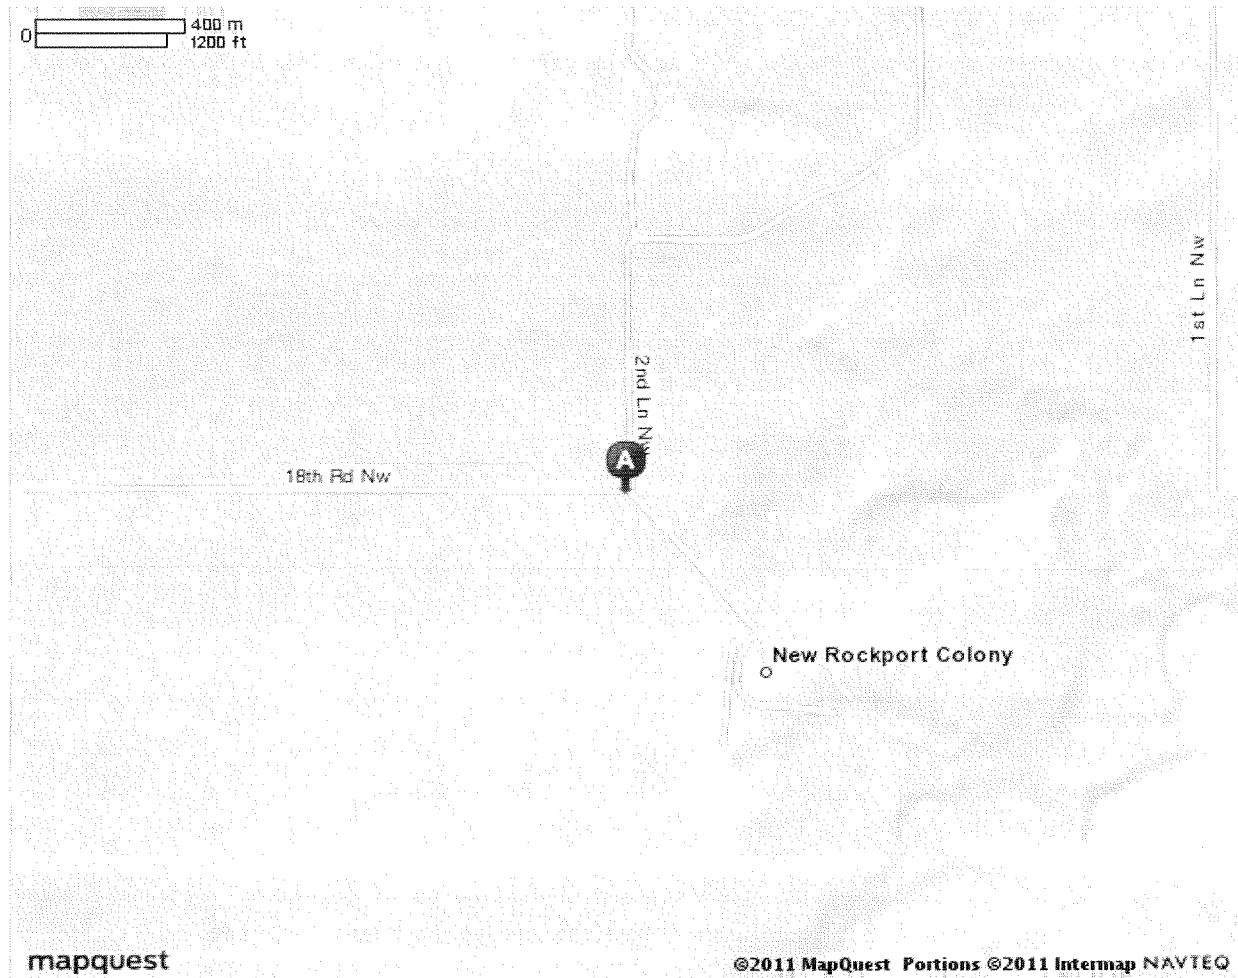 0 400 m
1200 ft
1st Ln Nw
2nd Ln Nw
A
18th Rd Nw
New Rockport Colony
mapquest
©2011 MapQuest Portions ©2011 Intermap NAVTEQ